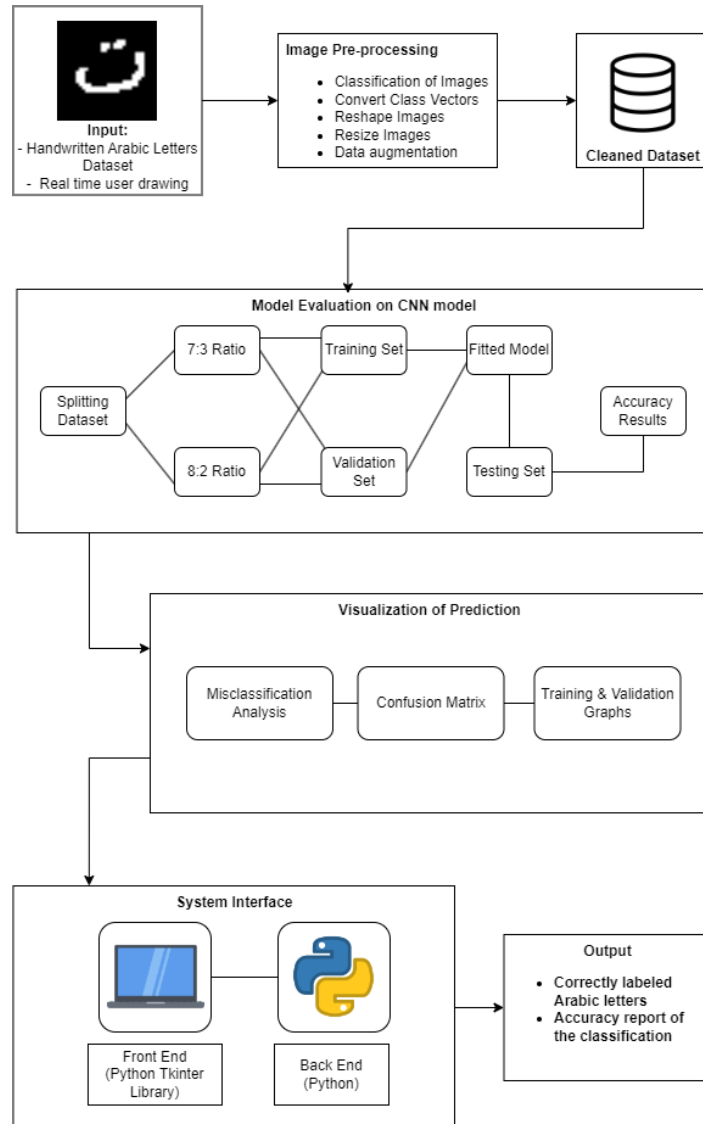 ت
Input:
- Handwritten Arabic Letters
Dataset
- Real time user drawing
Image Pre-processing
• Classification of Images
• Convert Class Vectors
• Reshape Images
• Resize Images
• Data augmentation
Cleaned Dataset
Model Evaluation on CNN model
Splitting
Dataset
7:3 Ratio
8:2 Ratio
Training Set
Validation
Set
Fitted Model
Testing Set
Accuracy
Results
Visualization of Prediction
Misclassification
Analysis
Confusion Matrix
Training & Validation
Graphs
System Interface
Front End
(Python Tkinter
Library)
Back End
(Python)
Output
• Correctly labeled
Arabic letters
• Accuracy report of
the classification